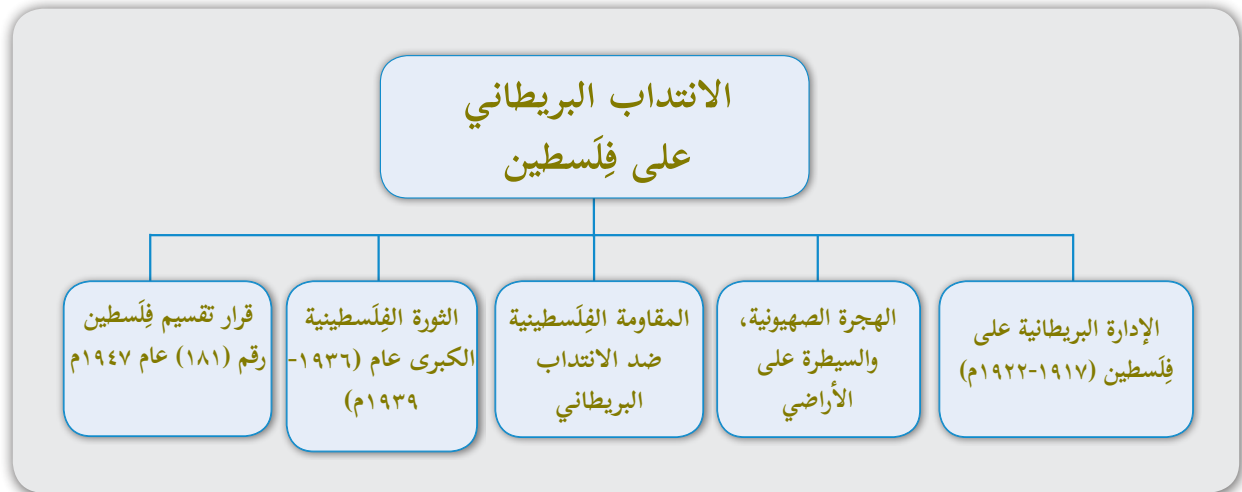 الانتداب البريطاني
على فِلَسطين
الإدارة البريطانية على
فِلَسطين (١٩١٧-١٩٢٢م)
الهجرة الصهيونية،
والسيطرة على
الأراضي
المقاومة الفِلَسطينية
ضد الانتداب
البريطاني
الثورة الفِلَسطينية
الكبرى عام (١٩٣٦-
١٩٣٩م)
قرار تقسيم فِلَسطين
رقم (١٨١) عام ١٩٤٧م